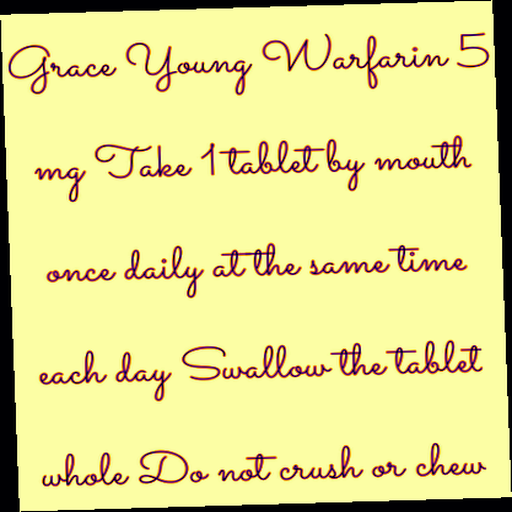 Grace Young Warfarin 5
mg Take 1 tablet by mouth
once daily at the same time
each day Swallow the tablet
whole Do not crush or chew